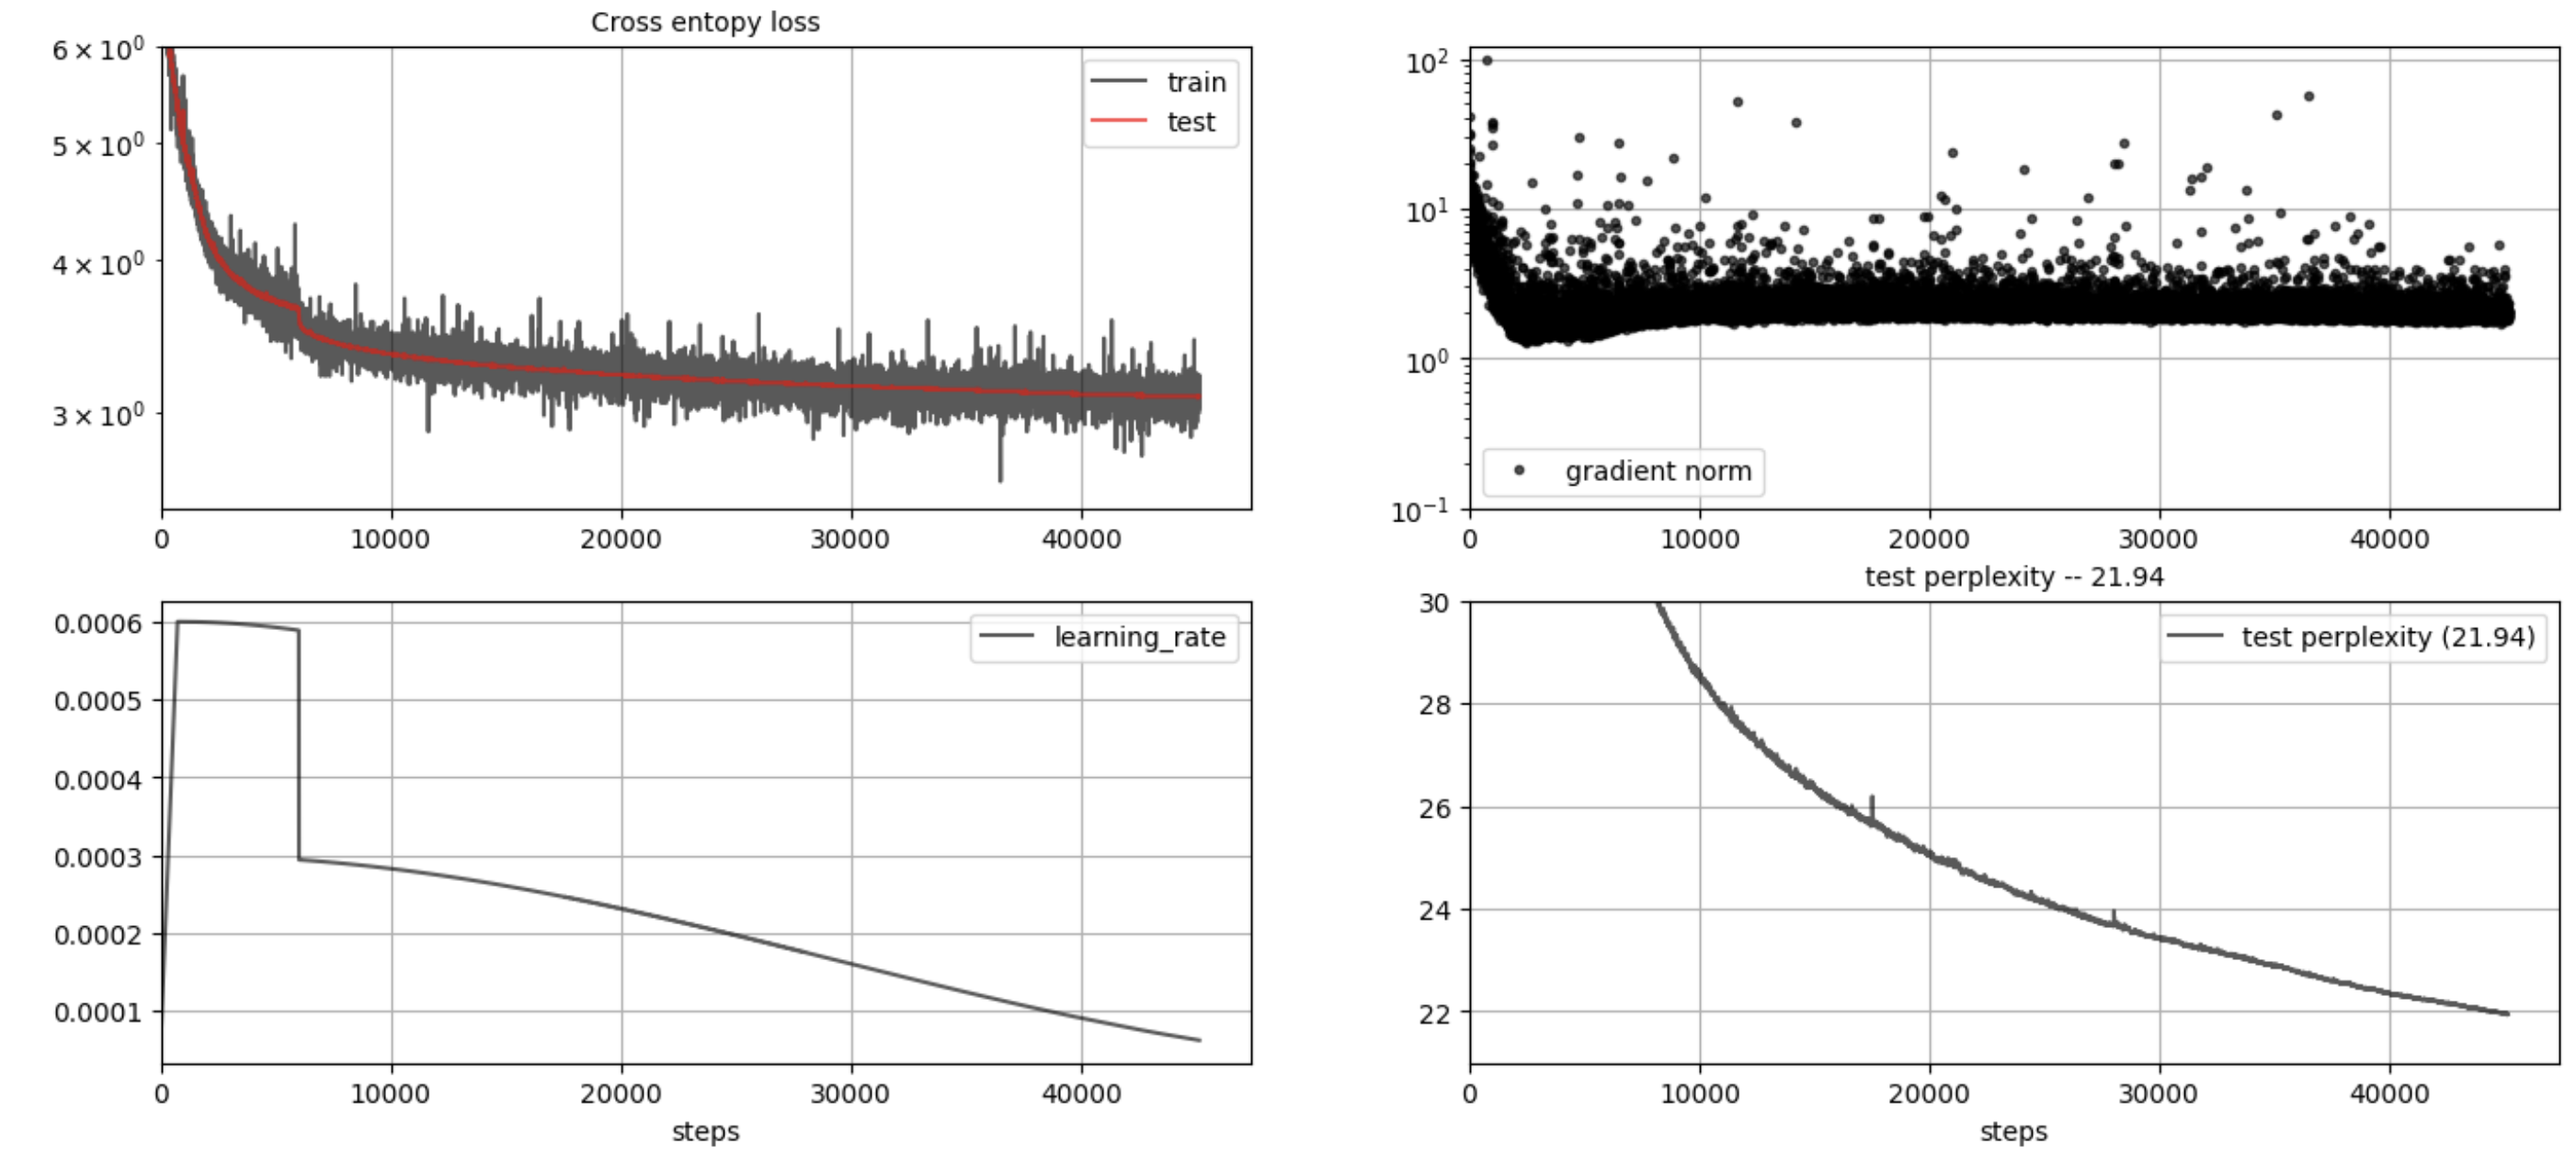 Cross entopy loss
6 × 10⁰
5 × 10⁰
4 × 10⁰
3 × 10⁰
train
test
0 10000 20000 30000 40000
10²
10¹
10⁰
10⁻¹
gradient norm
0 10000 20000 30000 40000
0.0006
0.0005
0.0004
0.0003
0.0002
0.0001
learning_rate
0 10000 20000 30000 40000
steps
test perplexity -- 21.94
30
28
26
24
22
test perplexity (21.94)
0 10000 20000 30000 40000
steps